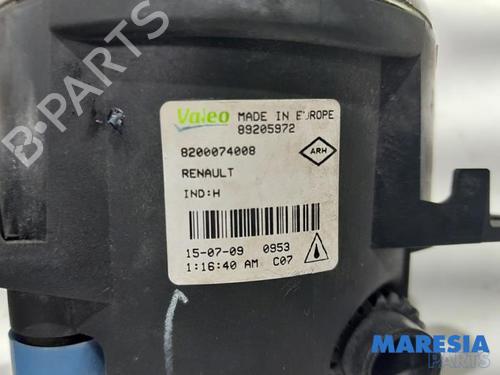 B-PARTS
Valeo MADE IN EUROPE
89205972
8200074008
ARH
RENAULT
IND:H
15-07-09 0953
1:16:40 AM C07
MARESIA
PARTS